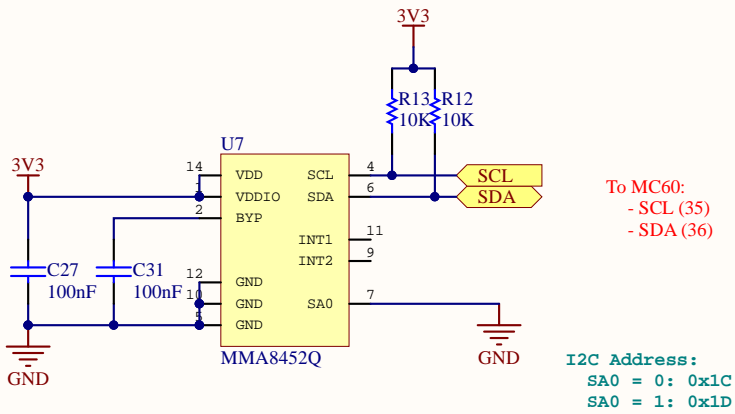 3V3
R13
R12
10K
10K
U7
3V3
14
VDD
SCL
4
SCL
1
VDDIO
SDA
6
SDA
2
BYP
To MC60:
- SCL (35)
- SDA (36)
INT1
11
INT2
9
C27
100nF
C31
100nF
12
GND
10
GND
SA0
7
5
GND
MMA8452Q
GND
GND
I2C Address:
SA0 = 0: 0x1C
SA0 = 1: 0x1D